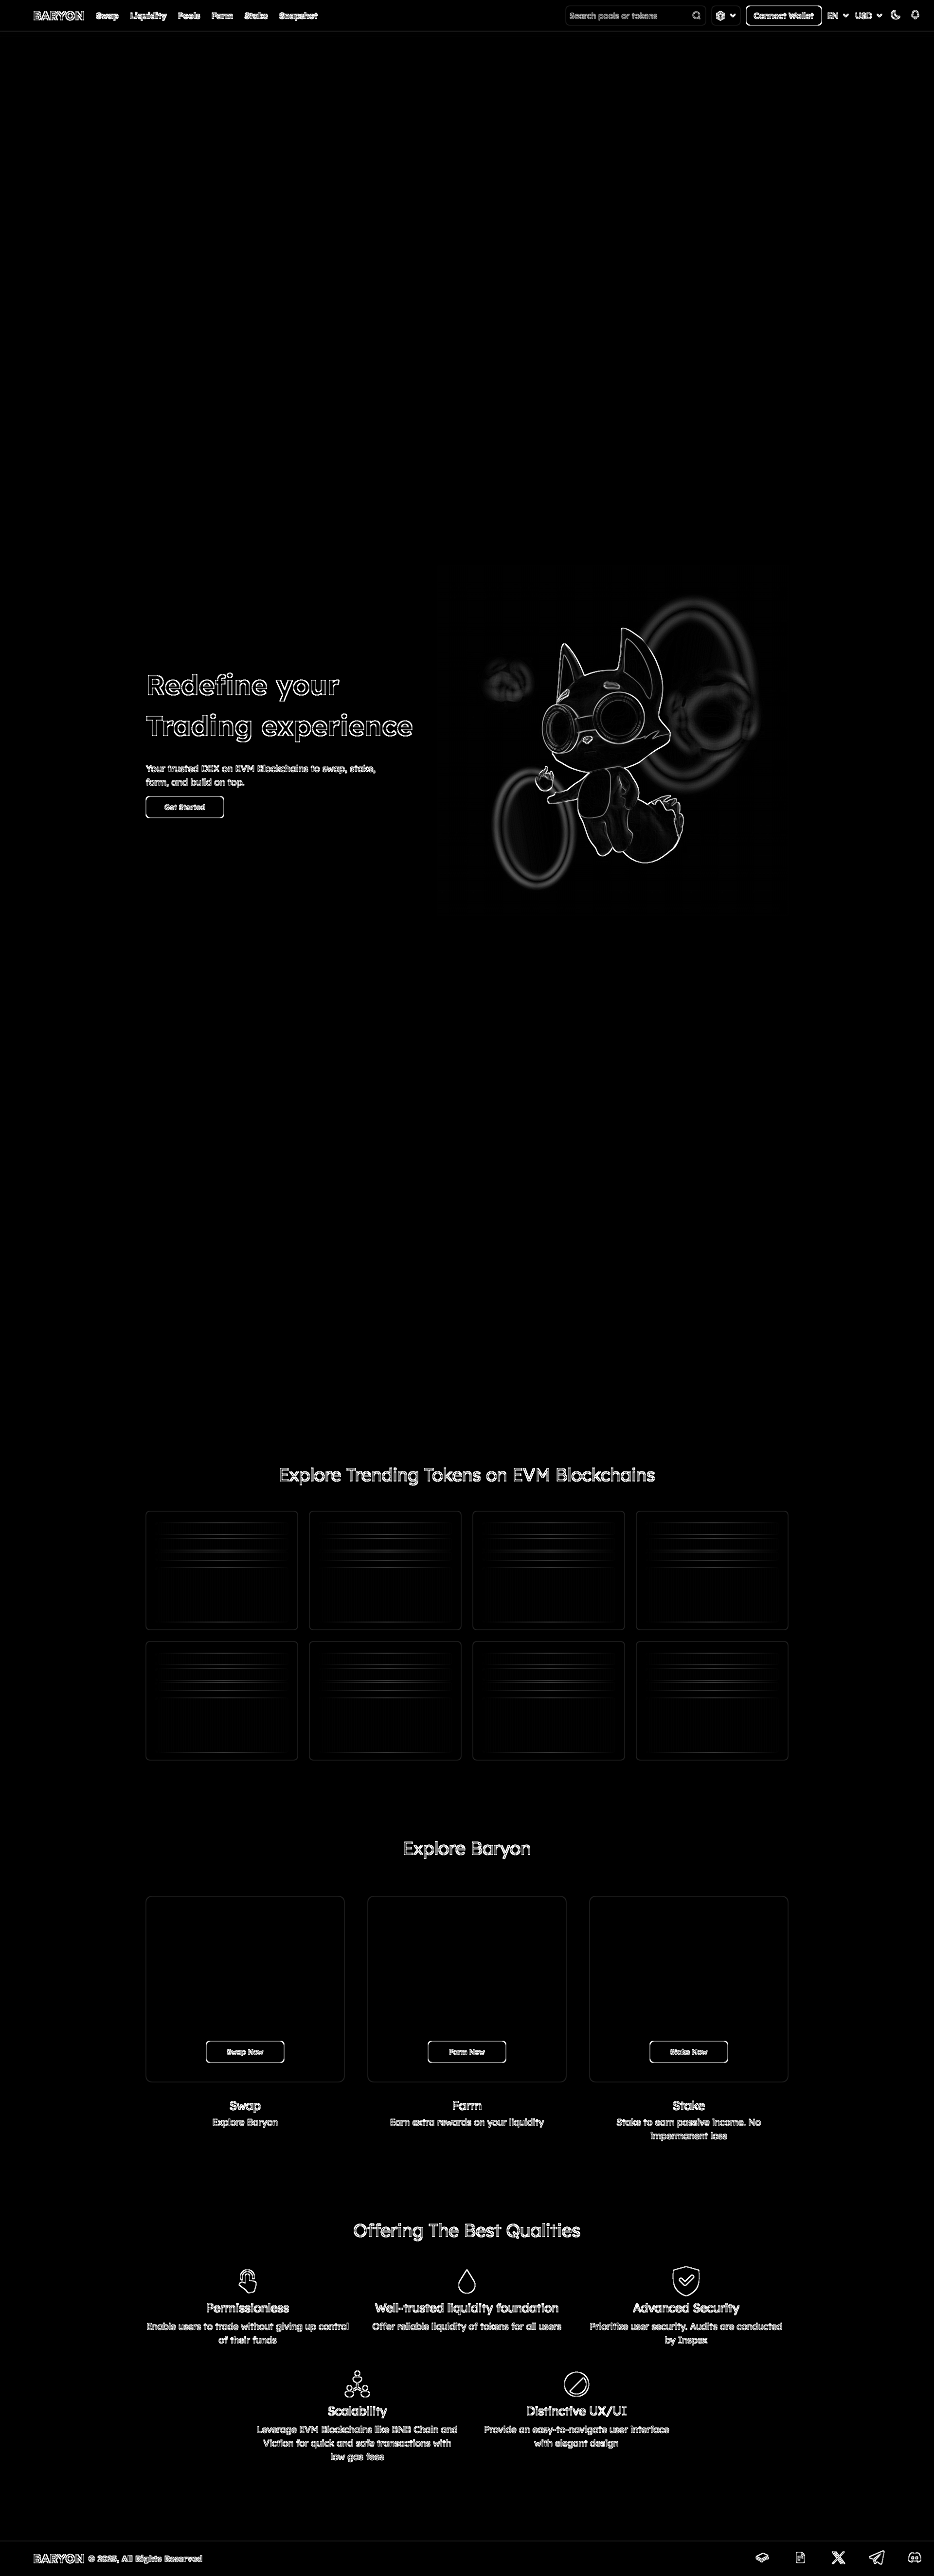 BARYON Swap Liquidity Pools Farm Stake Snapshot Search pools or tokens Connect Wallet EN USD
Redefine your
Trading experience
Your trusted DEX on EVM Blockchains to swap, stake,
farm, and build on top.
Get Started
Explore Trending Tokens on EVM Blockchains
Explore Baryon
Swap Now Farm Now Stake Now
Swap Farm Stake
Explore Baryon
Earn extra rewards on your liquidity
Stake to earn passive income. No
impermanent loss
Offering The Best Qualities
Permissionless
Enable users to trade without giving up control
of their funds
Well-trusted liquidity foundation
Offer reliable liquidity of tokens for all users
Advanced Security
Prioritize user security. Audits are conducted
by Inspex
Scalability
Leverage EVM Blockchains like BNB Chain and
Viction for quick and safe transactions with
low gas fees
Distinctive UX/UI
Provide an easy-to-navigate user interface
with elegant design
BARYON © 2025, All Rights Reserved